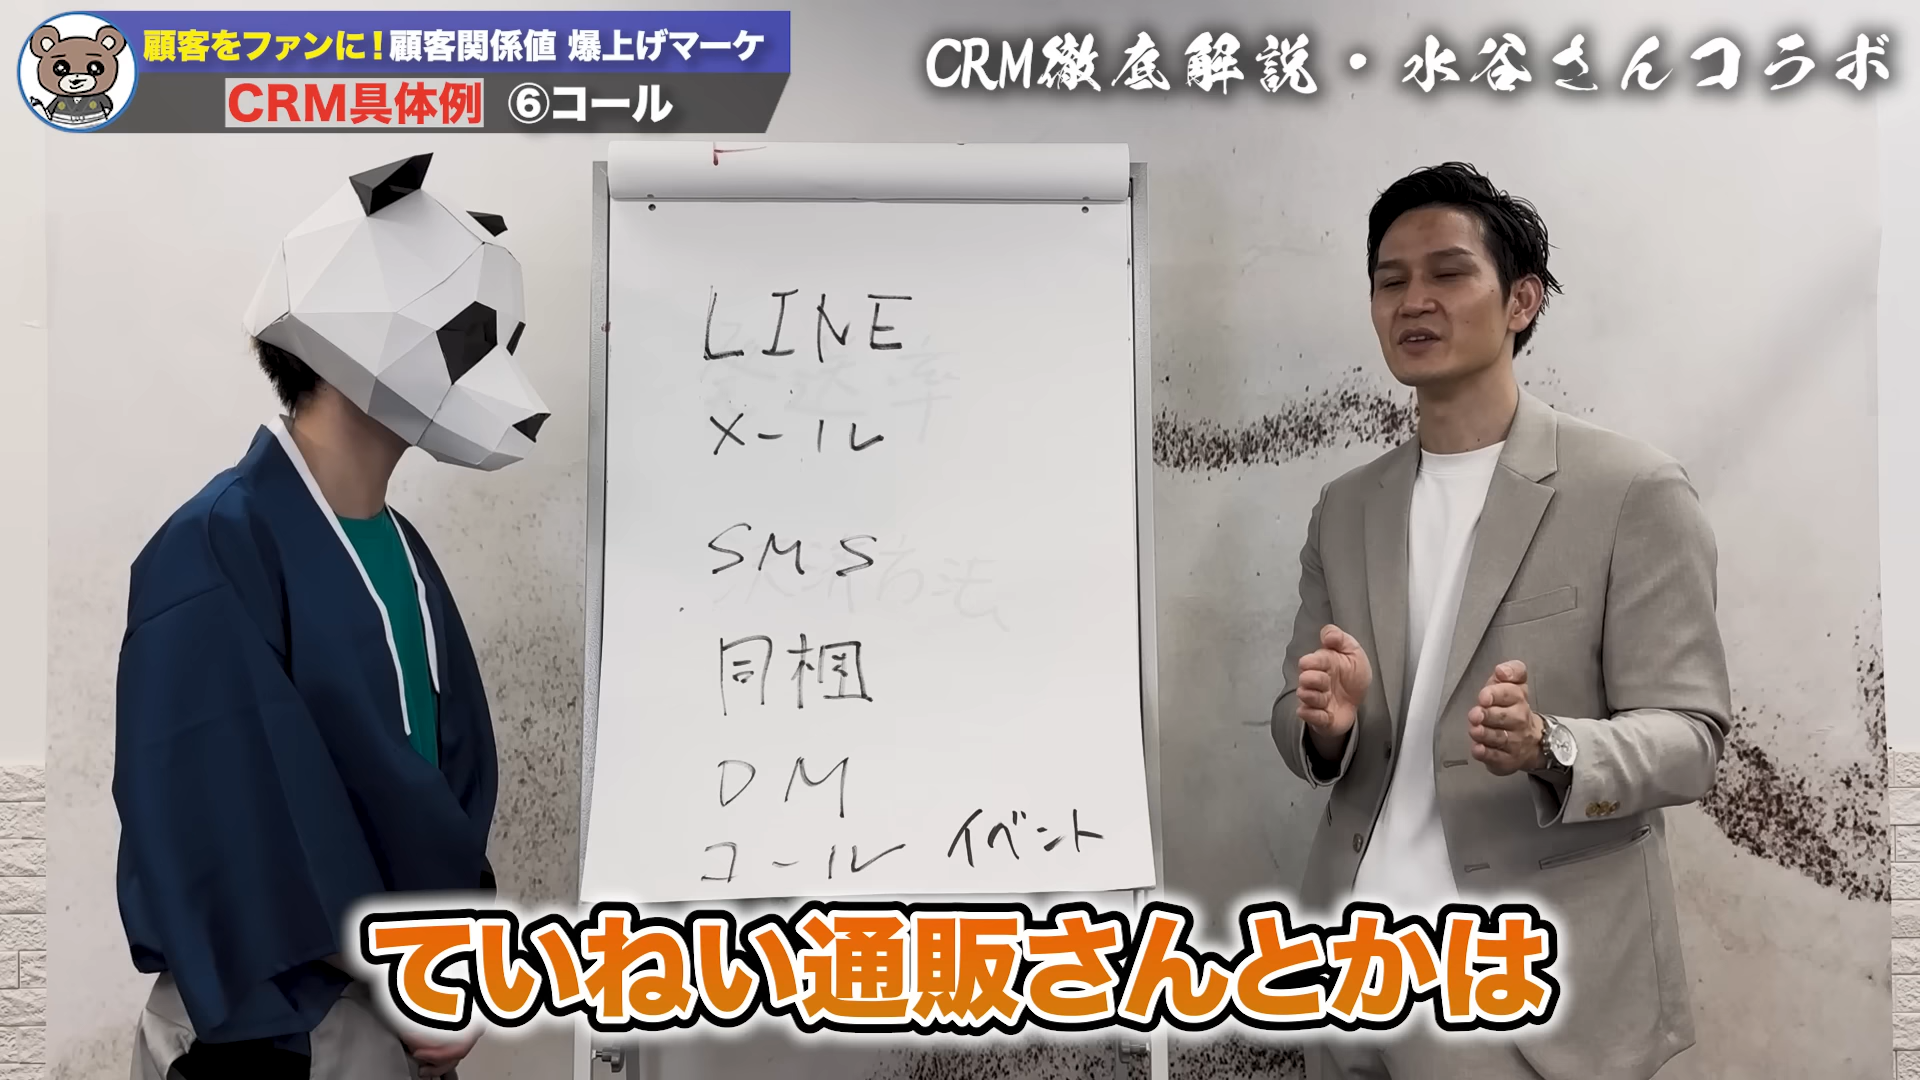 顧客をファンに！顧客関係値 爆上げマーケ
CRM具体例 ⑥コール
CRM徹底解説・水谷さんコラボ
LINE
メール
SMS
同梱
DM
コール イベント
ていねい通販さんとかは